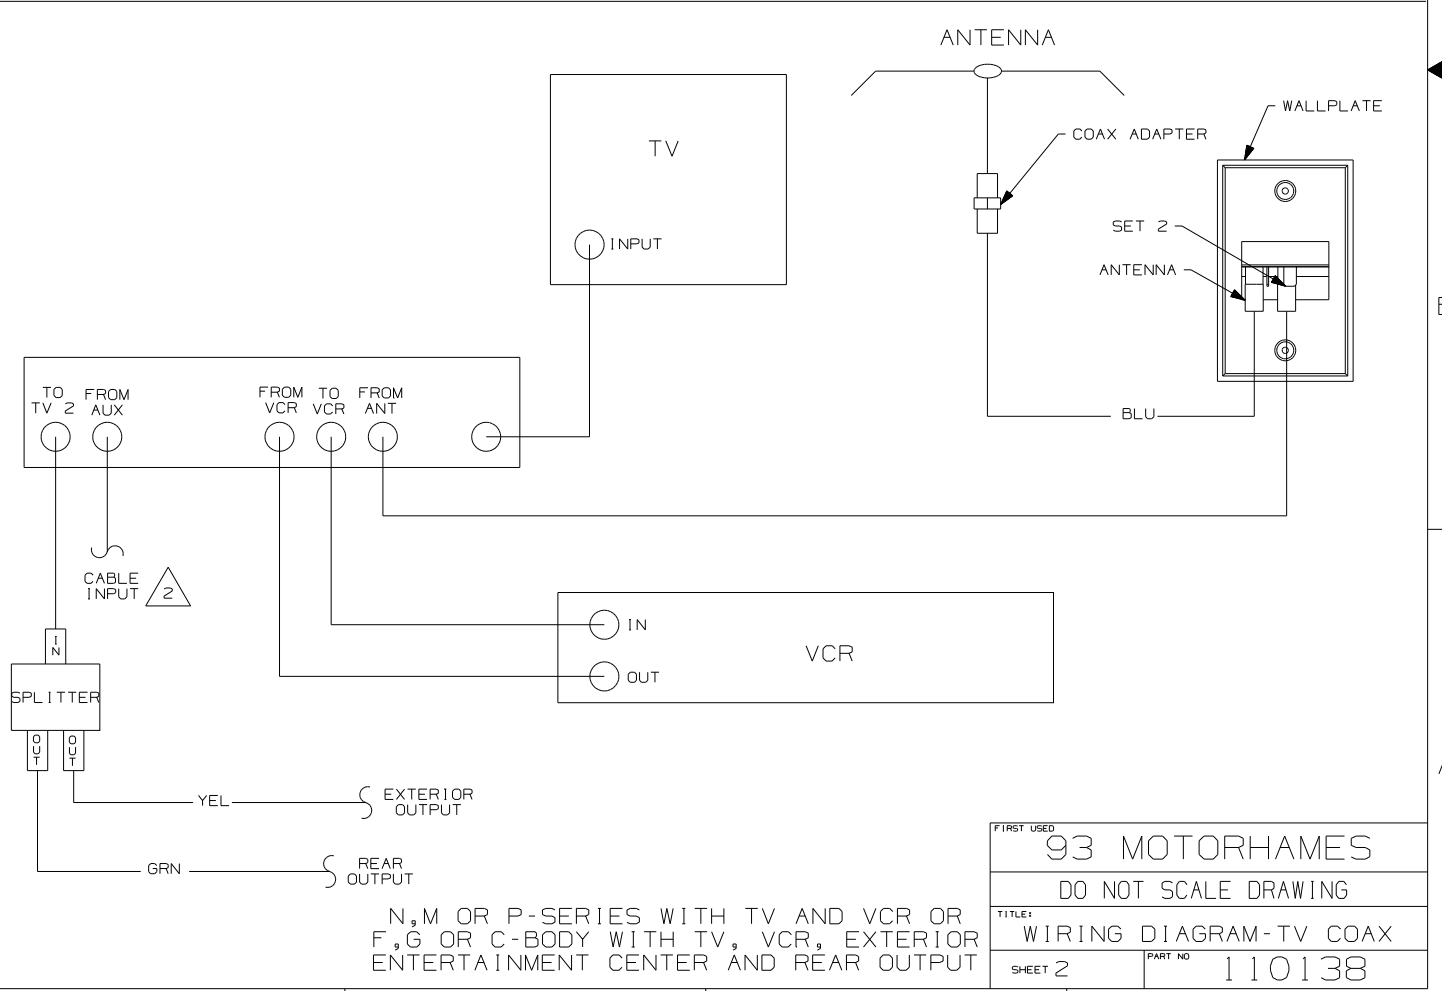 ANTENNA
WALLPLATE
COAX ADAPTER
TV
SET 2
INPUT
ANTENNA
TO
TV 2
FROM
AUX
FROM
VCR
TO
VCR
FROM
ANT
BLU
CABLE
INPUT
2
IN
IN
VCR
OUT
SPLITTER
OUT
OUT
YEL
EXTERIOR
OUTPUT
GRN
REAR
OUTPUT
N,M OR P-SERIES WITH TV AND VCR OR
F,G OR C-BODY WITH TV, VCR, EXTERIOR
ENTERTAINMENT CENTER AND REAR OUTPUT
FIRST USED
93 MOTORHAMES
DO NOT SCALE DRAWING
TITLE:
WIRING DIAGRAM-TV COAX
SHEET 2
PART NO
110138